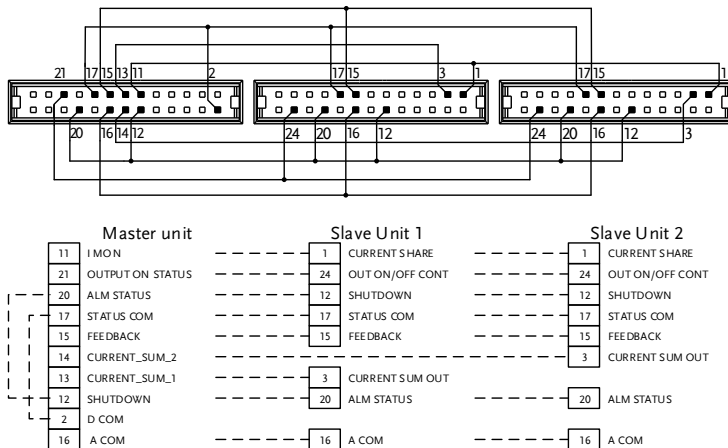 21 17 15 13 11 2 17 15 3 1 17 15 1
20 16 14 12 24 20 16 12 24 20 16 12 3
Master unit Slave Unit 1 Slave Unit 2
11 I MON 1 CURRENT SHARE 1 CURRENT SHARE
21 OUTPUT ON STATUS 24 OUT ON/OFF CONT 24 OUT ON/OFF CONT
20 ALM STATUS 12 SHUTDOWN 12 SHUTDOWN
17 STATUS COM 17 STATUS COM 17 STATUS COM
15 FEEDBACK 15 FEEDBACK 15 FEEDBACK
14 CURRENT_SUM_2 3 CURRENT SUM OUT
13 CURRENT_SUM_1 3 CURRENT SUM OUT
12 SHUTDOWN 20 ALM STATUS 20 ALM STATUS
2 D COM
16 A COM 16 A COM 16 A COM